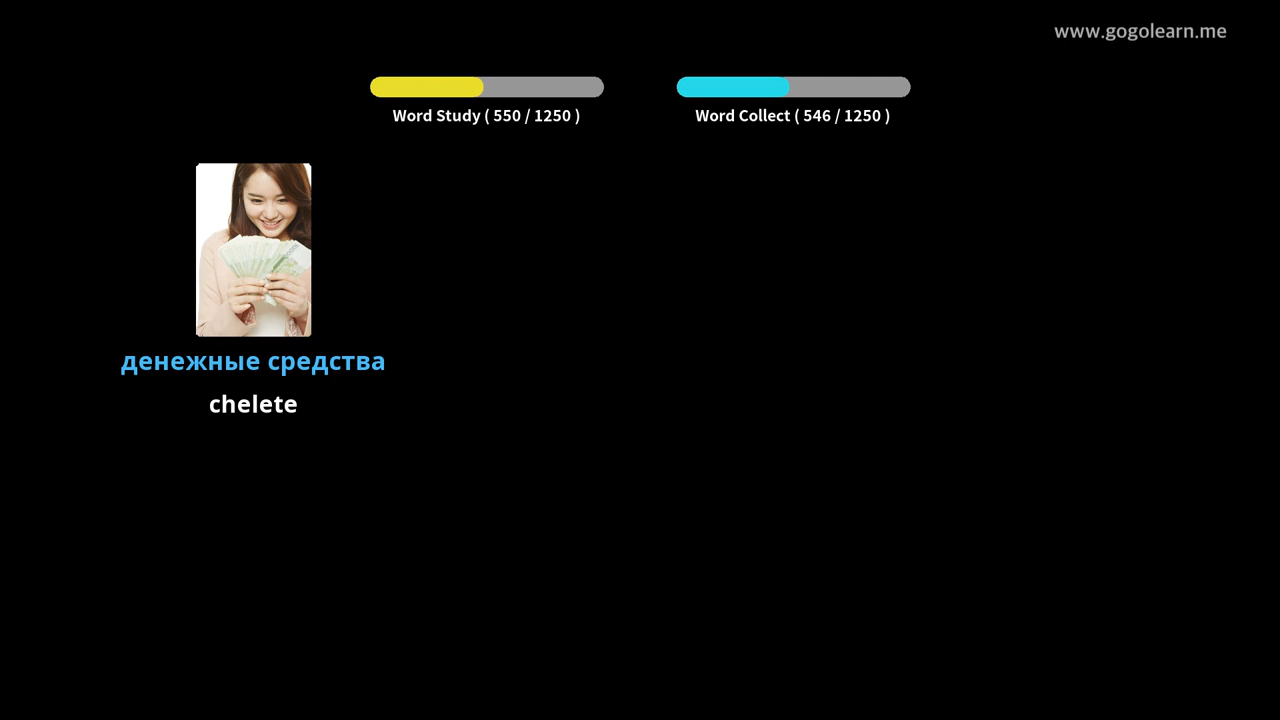 www.gogolearn.me
Word Study ( 550 / 1250 )
Word Collect ( 546 / 1250 )
денежные средства
chelete